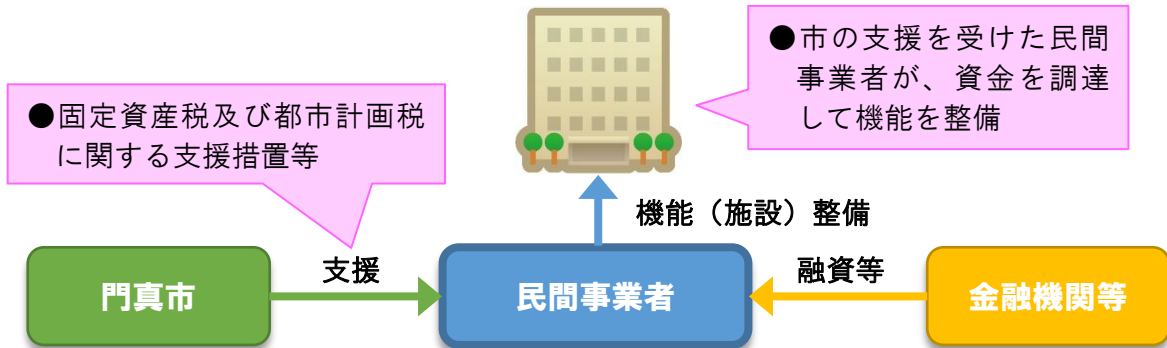 ●市の支援を受けた民間
事業者が、資金を調達
して機能を整備
●固定資産税及び都市計画税
に関する支援措置等
機能（施設）整備
支援
融資等
門真市
民間事業者
金融機関等